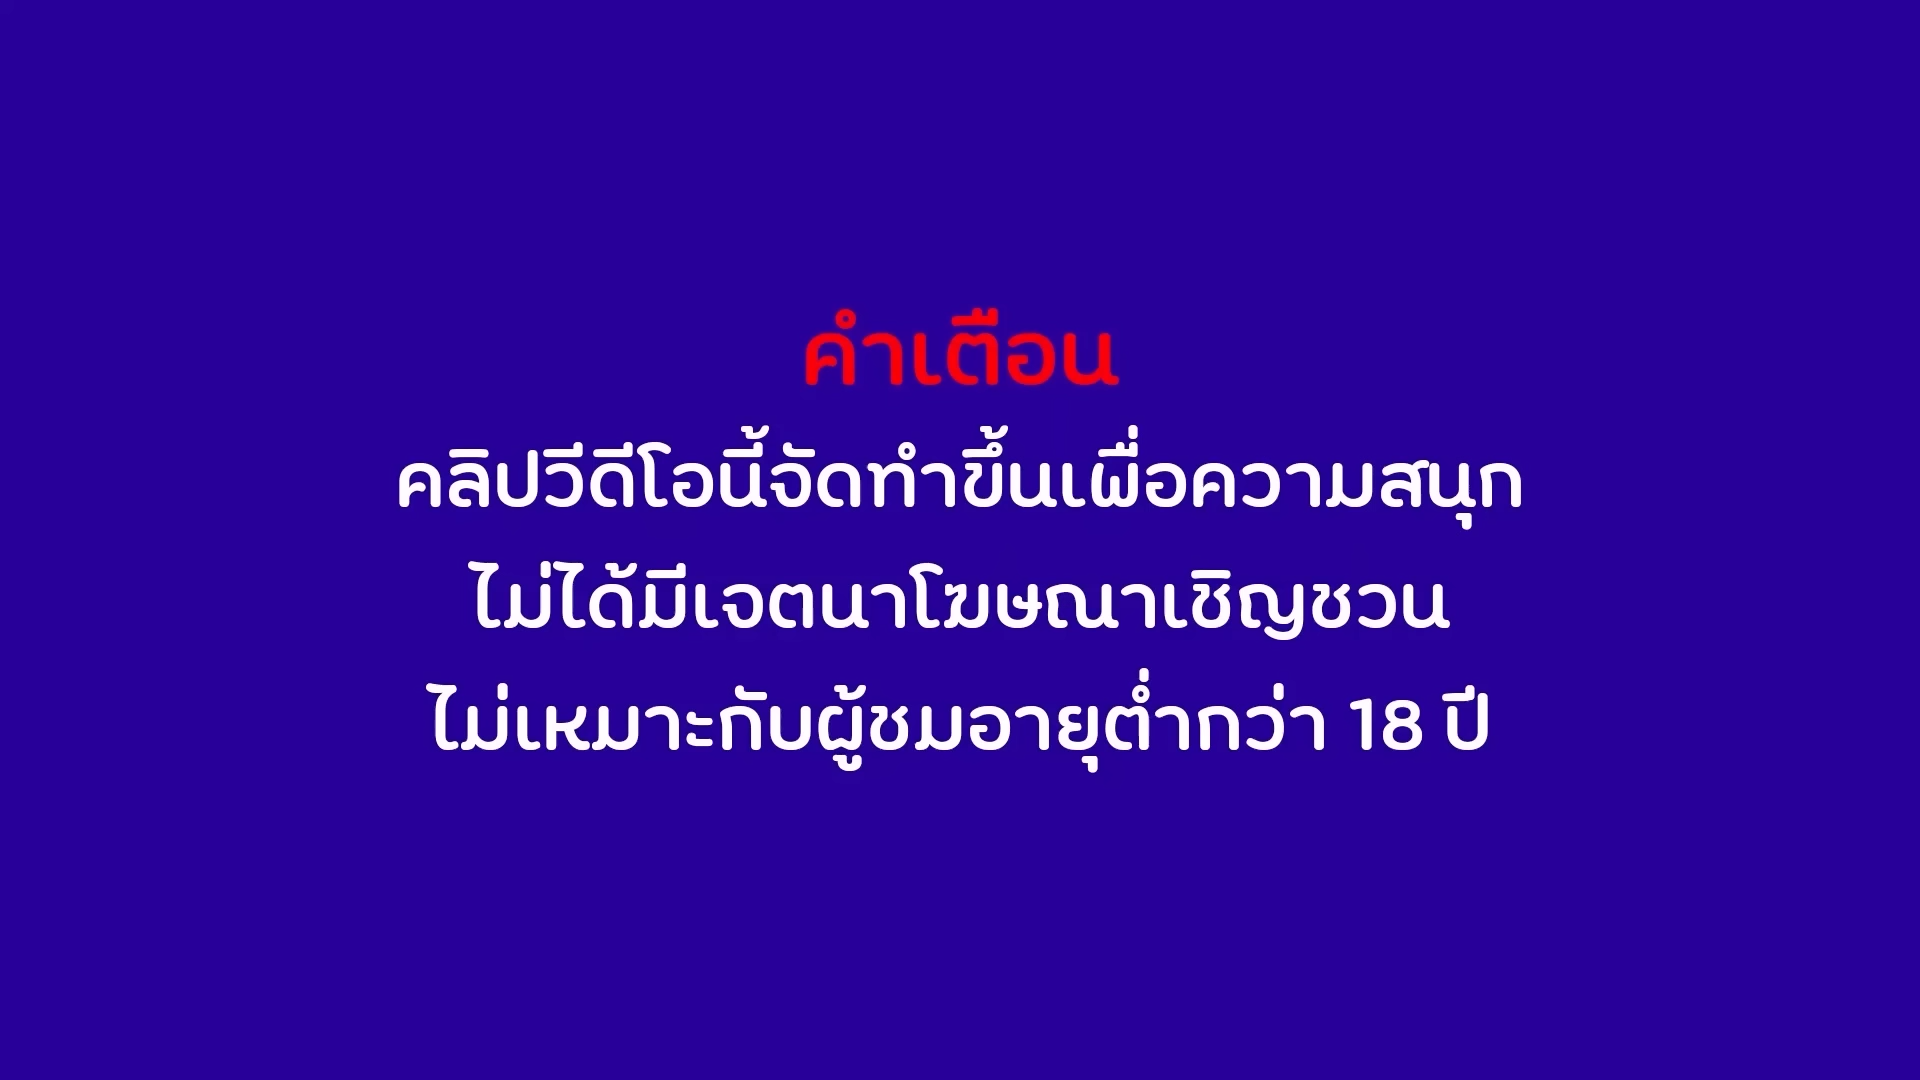 คำเตือน
คลิปวีดีโอนี้จัดทำขึ้นเพื่อความสนุก
ไม่ได้มีเจตนาโฆษณาเชิญชวน
ไม่เหมาะกับผู้ชมอายุต่ำกว่า 18 ปี